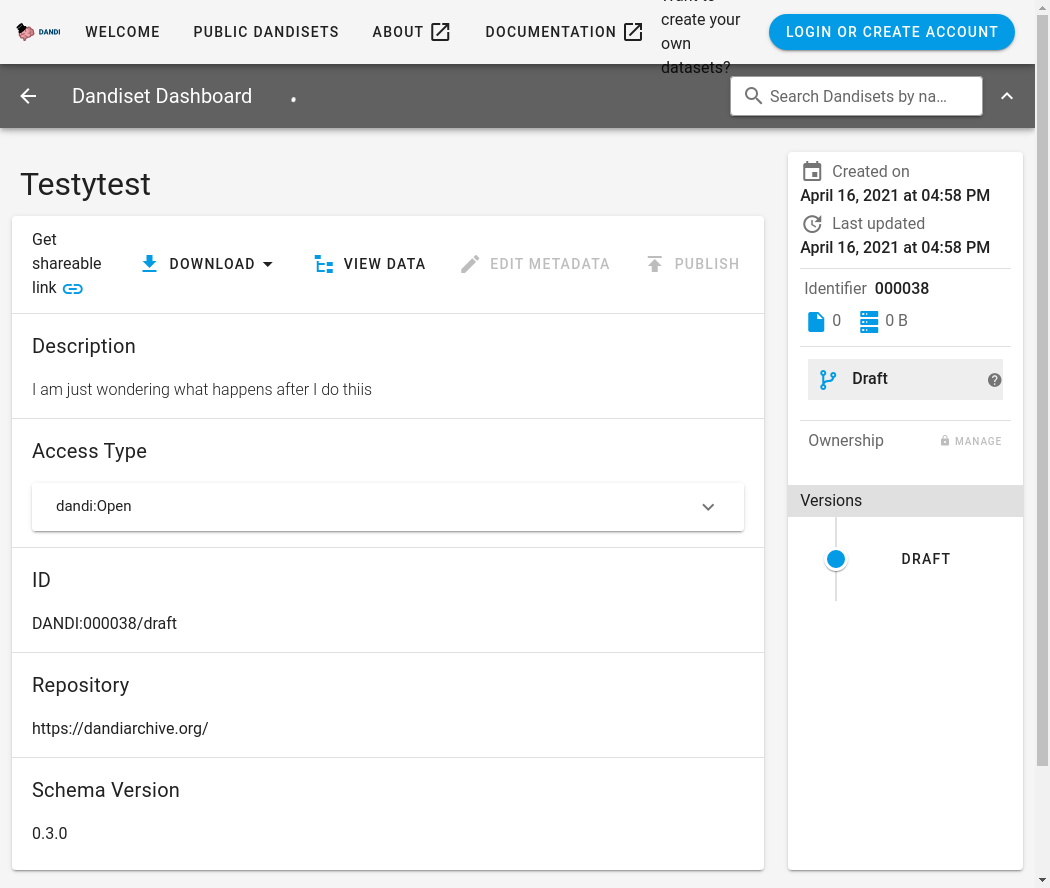 DANDI
WELCOME
PUBLIC DANDISETS
ABOUT
DOCUMENTATION
create your
own
datasets?
LOGIN OR CREATE ACCOUNT
Dandiset Dashboard
Search Dandisets by na...
Testytest
Get
shareable
link
DOWNLOAD
VIEW DATA
EDIT METADATA
PUBLISH
Description
I am just wondering what happens after I do thiis
Access Type
dandi:Open
ID
DANDI:000038/draft
Repository
https://dandiarchive.org/
Schema Version
0.3.0
Created on
April 16, 2021 at 04:58 PM
Last updated
April 16, 2021 at 04:58 PM
Identifier 000038
0
0 B
Draft
?
Ownership
MANAGE
Versions
DRAFT